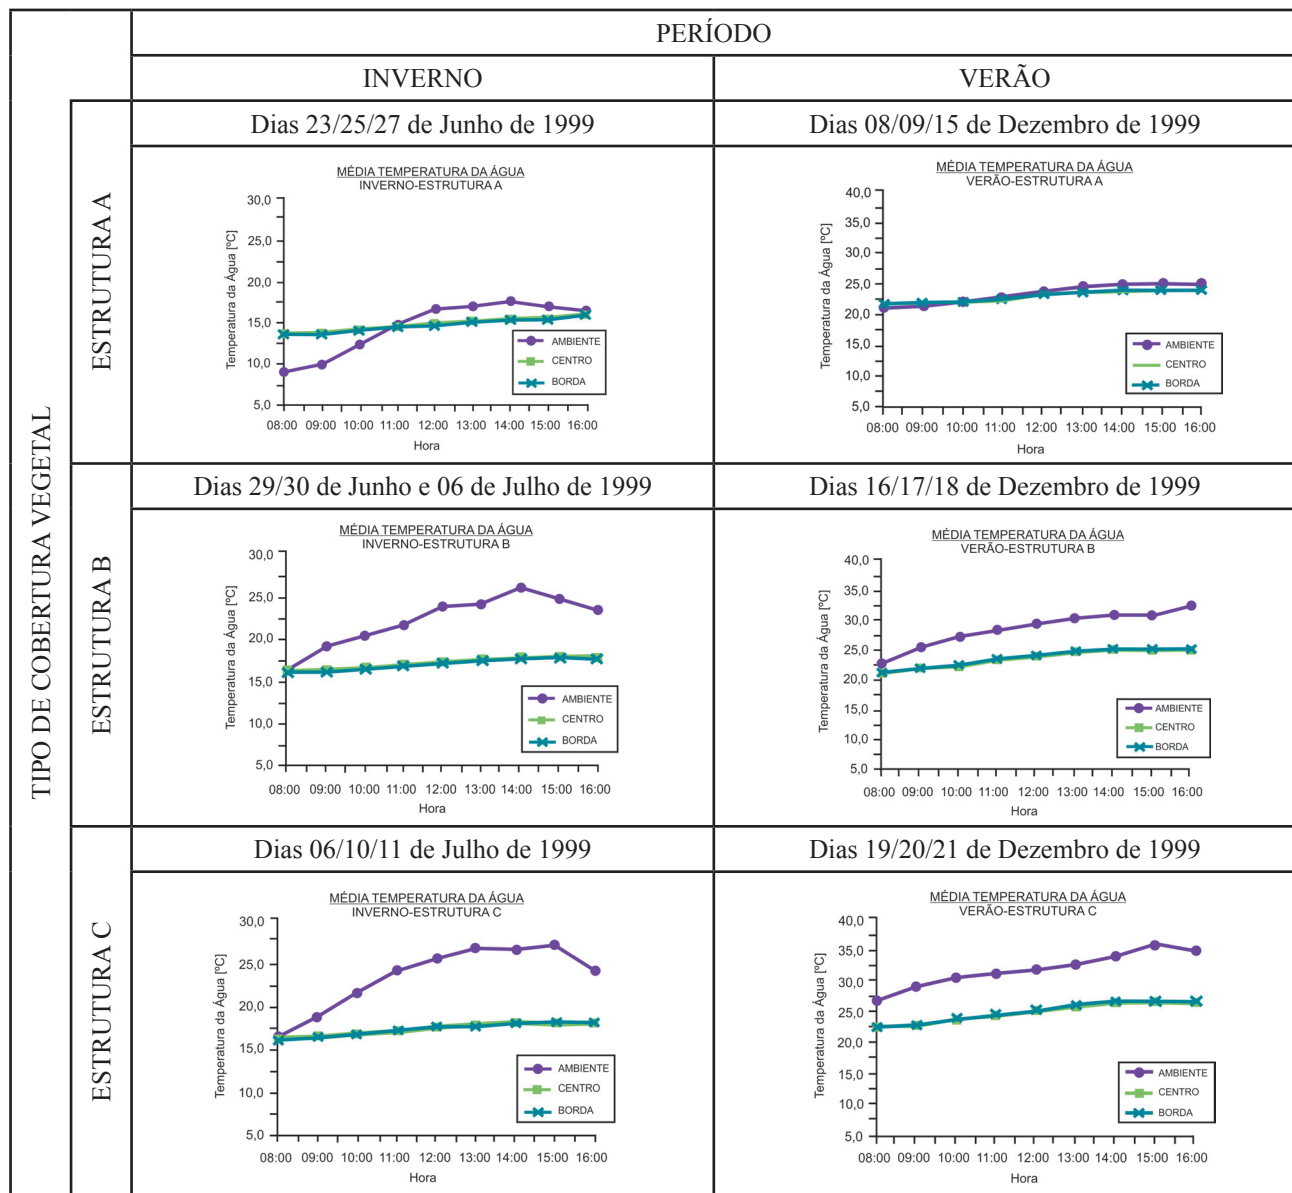 PERÍODO
INVERNO
VERÃO
TIPO DE COBERTURA VEGETAL
ESTRUTURA A
Dias 23/25/27 de Junho de 1999
Dias 08/09/15 de Dezembro de 1999
MÉDIA TEMPERATURA DA ÁGUA
INVERNO-ESTRUTURA A
Temperatura da Água [ºC]
30,0
25,0
20,0
15,0
10,0
5,0
08:00 09:00 10:00 11:00 12:00 13:00 14:00 15:00 16:00
Hora
AMBIENTE
CENTRO
BORDA
MÉDIA TEMPERATURA DA ÁGUA
VERÃO-ESTRUTURA A
Temperatura da Água [ºC]
40,0
35,0
30,0
25,0
20,0
15,0
10,0
5,0
08:00 09:00 10:00 11:00 12:00 13:00 14:00 15:00 16:00
Hora
AMBIENTE
CENTRO
BORDA
ESTRUTURA B
Dias 29/30 de Junho e 06 de Julho de 1999
Dias 16/17/18 de Dezembro de 1999
MÉDIA TEMPERATURA DA ÁGUA
INVERNO-ESTRUTURA B
Temperatura da Água [ºC]
30,0
25,0
20,0
15,0
10,0
5,0
08:00 09:00 10:00 11:00 12:00 13:00 14:00 15:00 16:00
Hora
AMBIENTE
CENTRO
BORDA
MÉDIA TEMPERATURA DA ÁGUA
VERÃO-ESTRUTURA B
Temperatura da Água [ºC]
40,0
35,0
30,0
25,0
20,0
15,0
10,0
5,0
08:00 09:00 10:00 11:00 12:00 13:00 14:00 15:00 16:00
Hora
AMBIENTE
CENTRO
BORDA
ESTRUTURA C
Dias 06/10/11 de Julho de 1999
Dias 19/20/21 de Dezembro de 1999
MÉDIA TEMPERATURA DA ÁGUA
INVERNO-ESTRUTURA C
Temperatura da Água [ºC]
30,0
25,0
20,0
15,0
10,0
5,0
08:00 09:00 10:00 11:00 12:00 13:00 14:00 15:00 16:00
Hora
AMBIENTE
CENTRO
BORDA
MÉDIA TEMPERATURA DA ÁGUA
VERÃO-ESTRUTURA C
Temperatura da Água [ºC]
40,0
35,0
30,0
25,0
20,0
15,0
10,0
5,0
08:00 09:00 10:00 11:00 12:00 13:00 14:00 15:00 16:00
Hora
AMBIENTE
CENTRO
BORDA